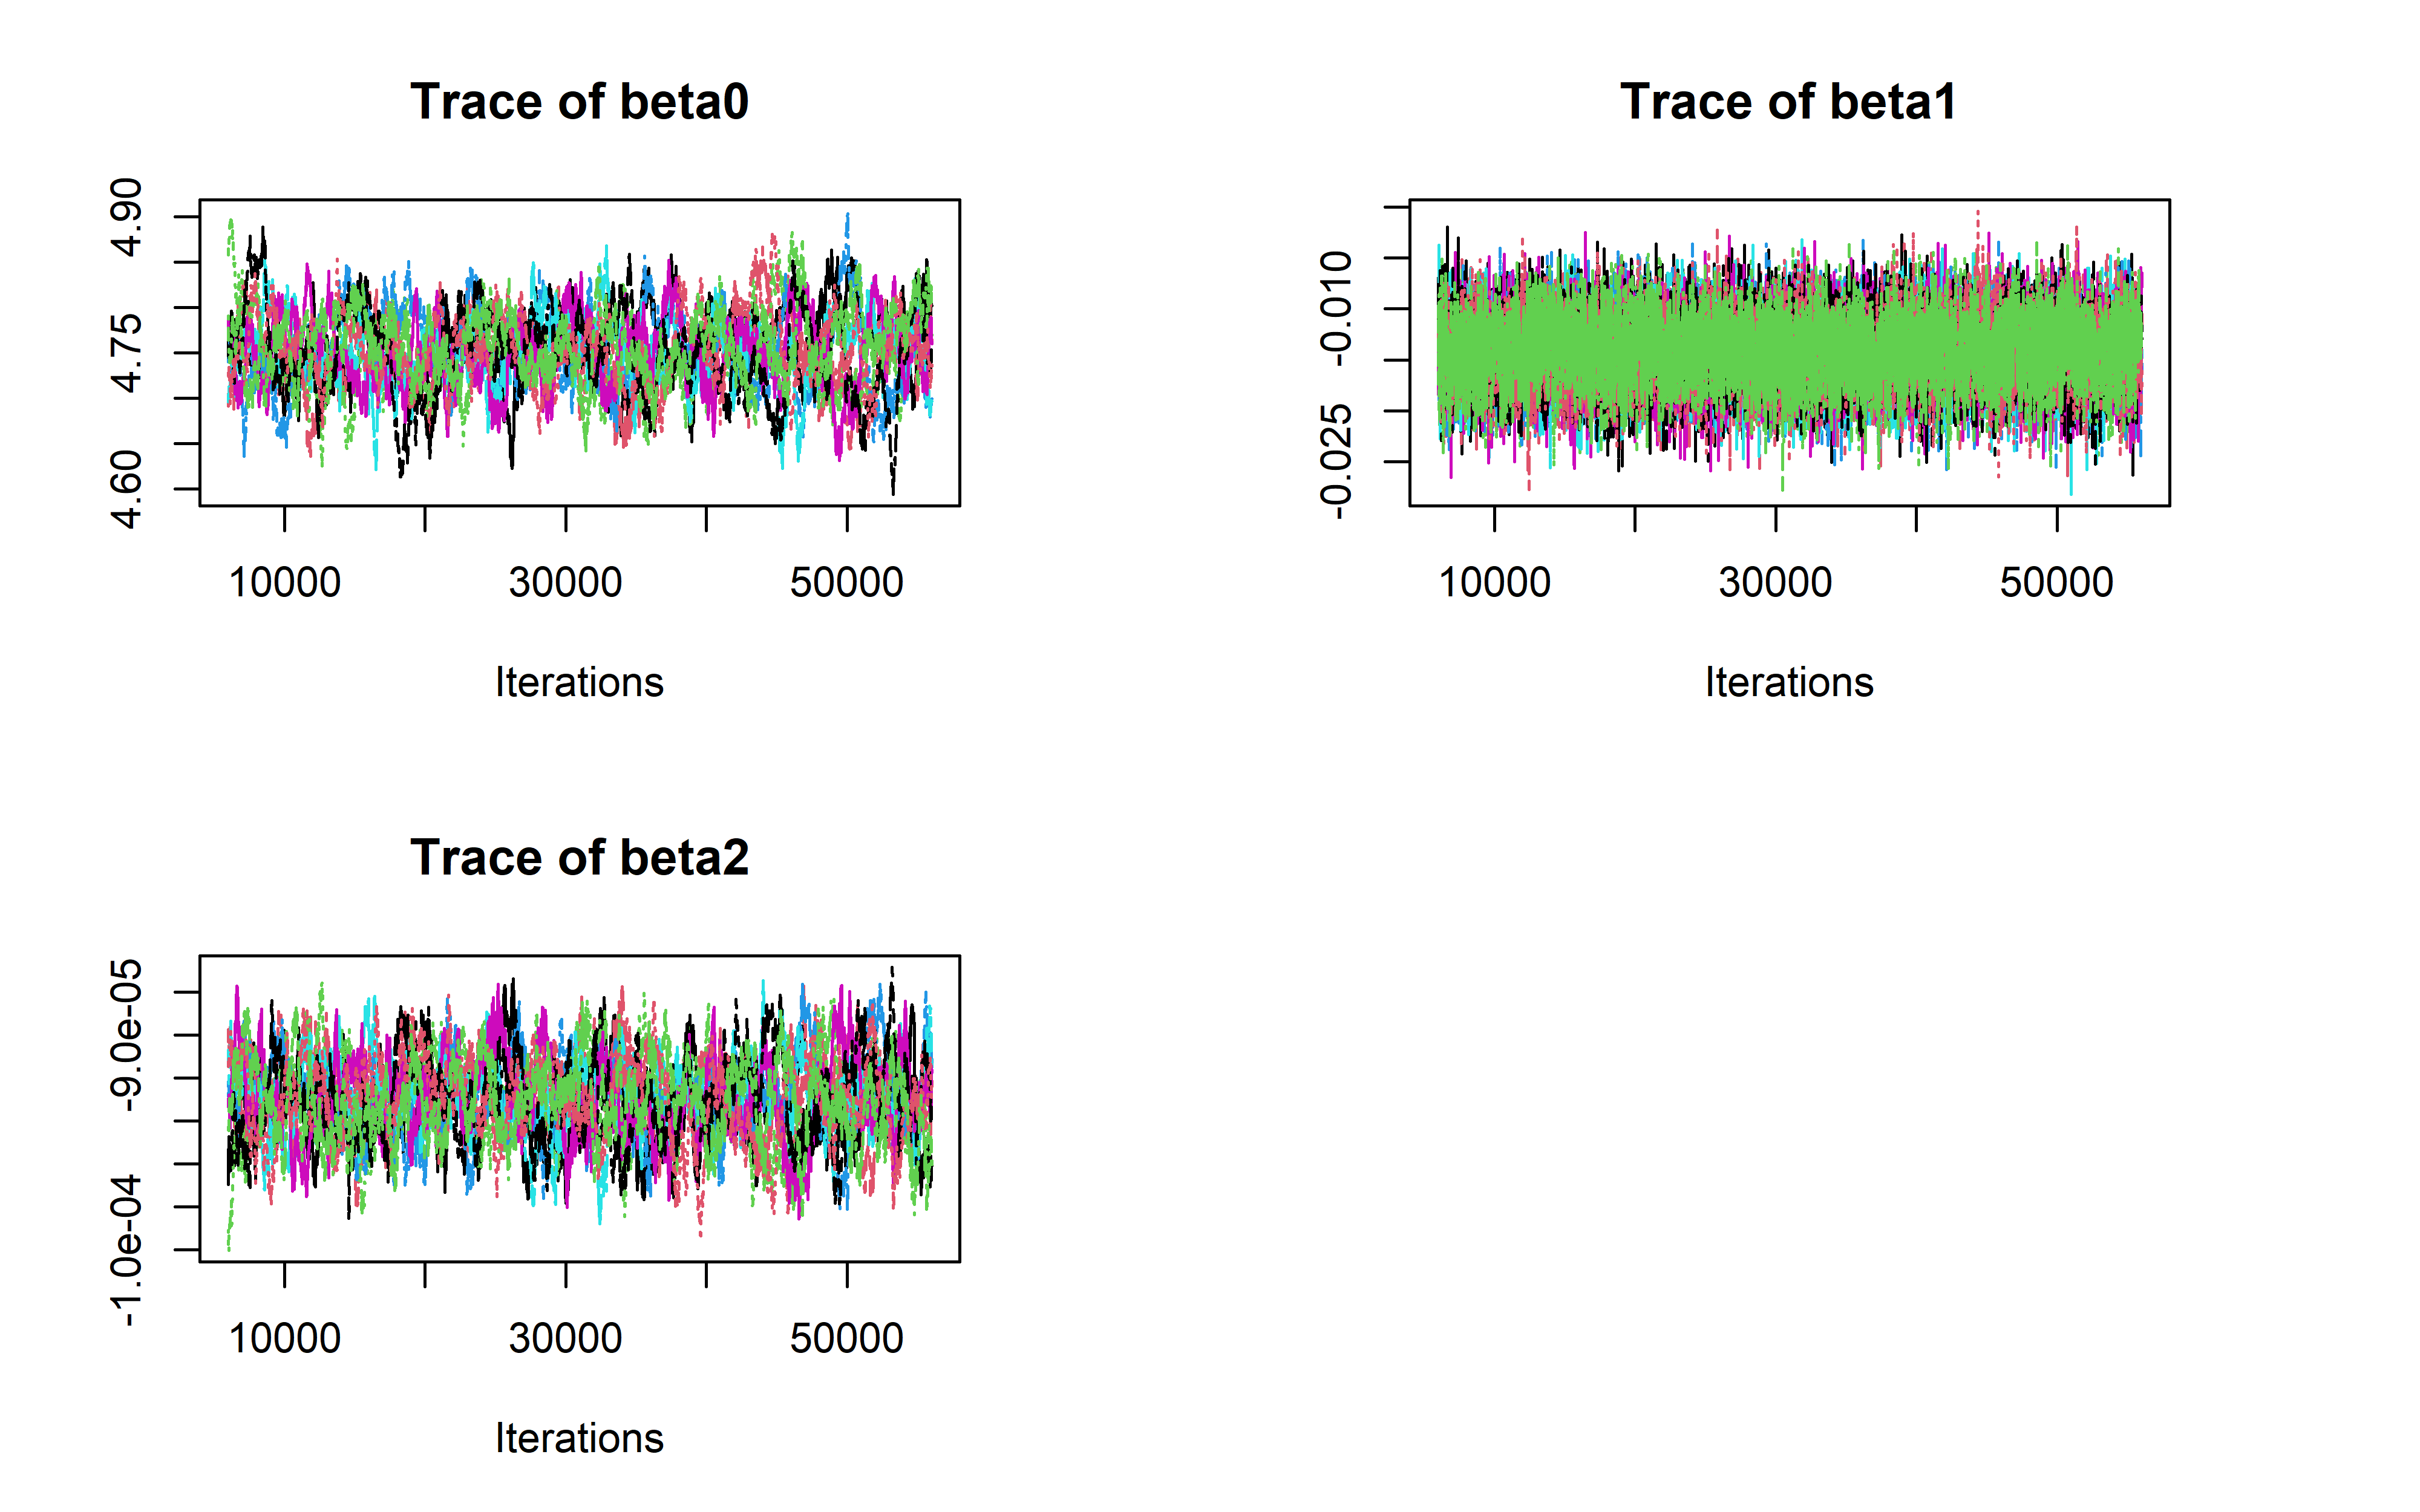 Trace of beta0
4.60 4.75 4.90
10000 30000 50000
Iterations
Trace of beta1
-0.025 -0.010
10000 30000 50000
Iterations
Trace of beta2
-1.0e-04 -9.0e-05
10000 30000 50000
Iterations